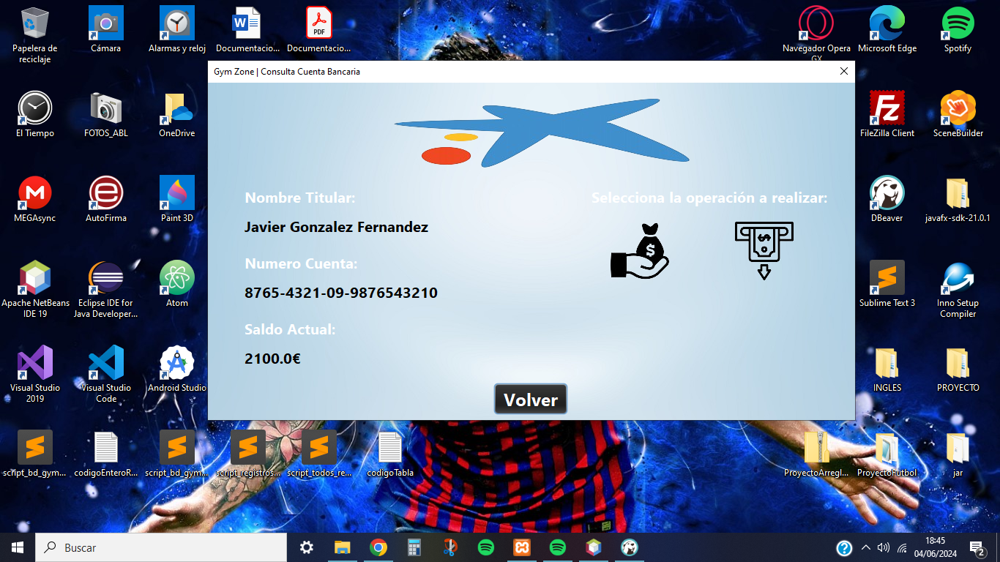 Papelera de
reciclaje
Cámara
Alarmas y reloj
Documentacio...
PDF
Documentacio...
Navegador Opera
GX
Microsoft Edge
Spotify
Gym Zone | Consulta Cuenta Bancaria
El Tiempo
FOTOS_ABL
OneDrive
FileZilla Client
SceneBuilder
Nombre Titular:
Selecciona la operación a realizar:
MEGAsync
AutoFirma
Paint 3D
DBeaver
javafx-sdk-21.0.1
Javier Gonzalez Fernandez
Numero Cuenta:
8765-4321-09-9876543210
Apache NetBeans
IDE 19
Eclipse IDE for
Java Developer...
Atom
Sublime Text 3
Inno Setup
Compiler
Saldo Actual:
2100.0€
Visual Studio
2019
Visual Studio
Code
Android Studio
INGLES
PROYECTO
Volver
script_bd_gym...
codigoEnteroR...
script_bd_gym...
script_registros...
script_todos_re...
codigoTabla
ProyectoArregl...
ProyectoFutbol
jar
Buscar
18:45
04/06/2024
2